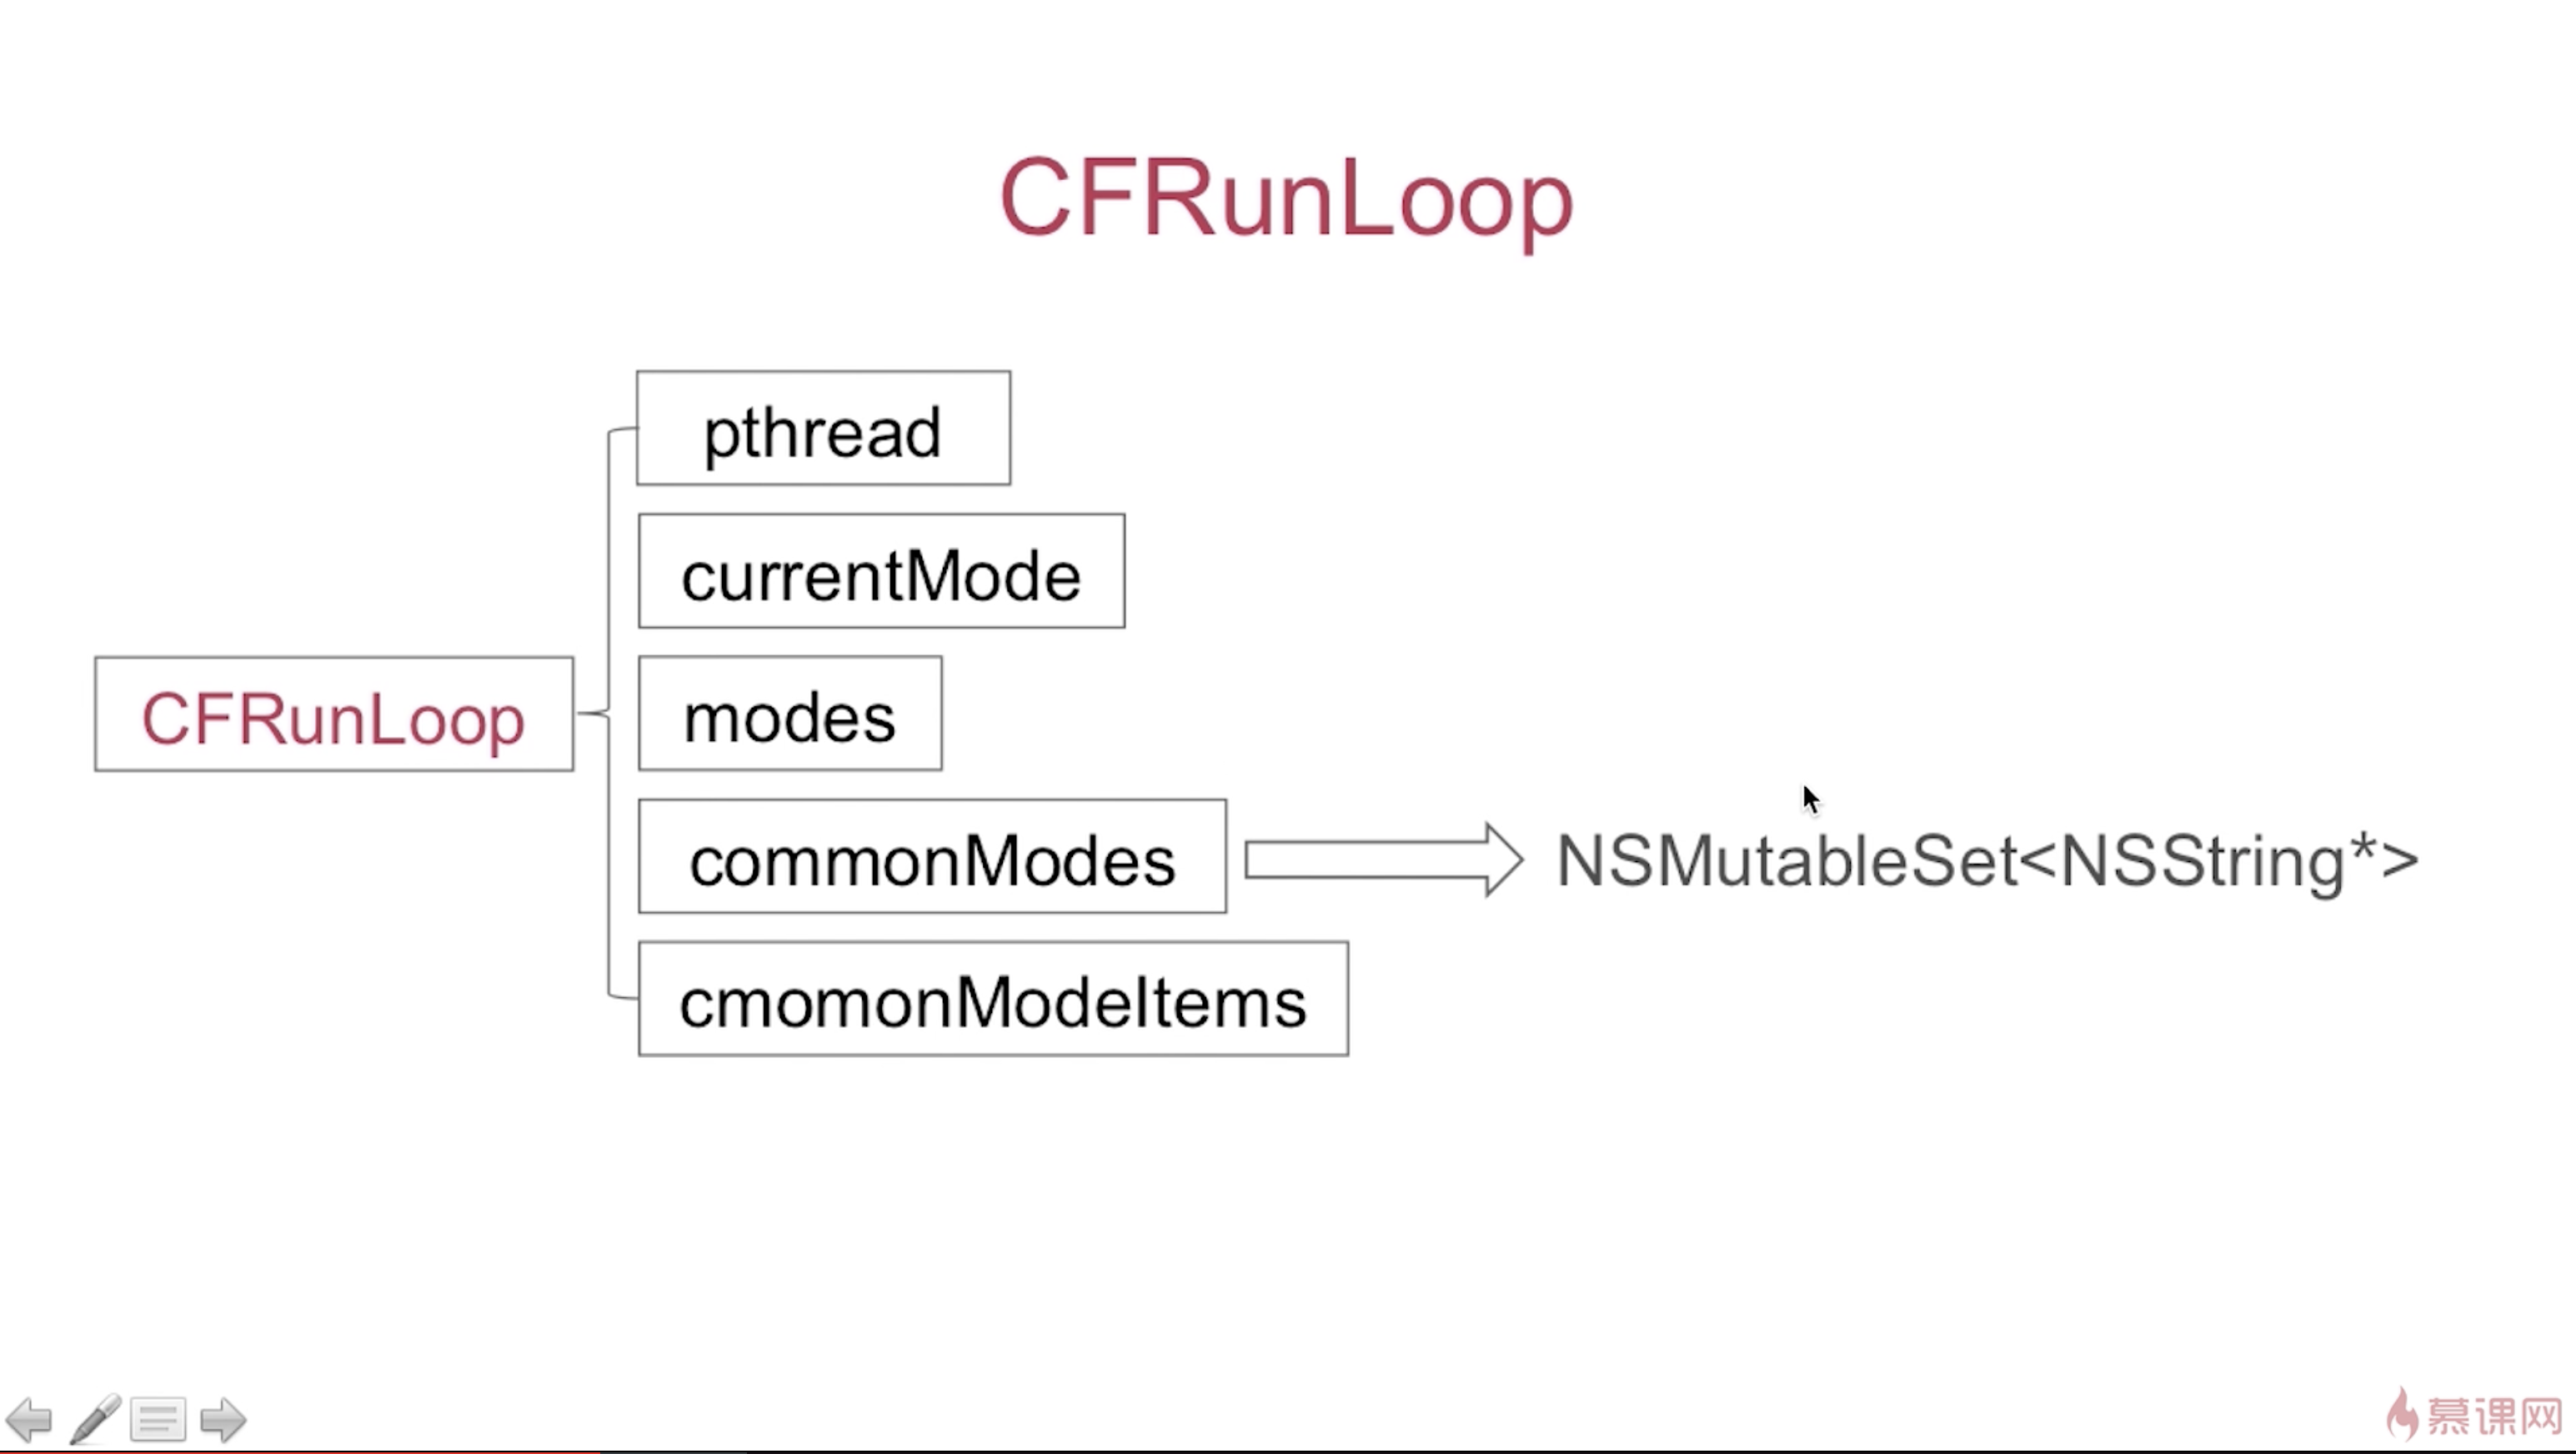 CFRunLoop
pthread
currentMode
CFRunLoop
modes
commonModes
NSMutableSet<NSString*>
cmomonModeItems
慕课网